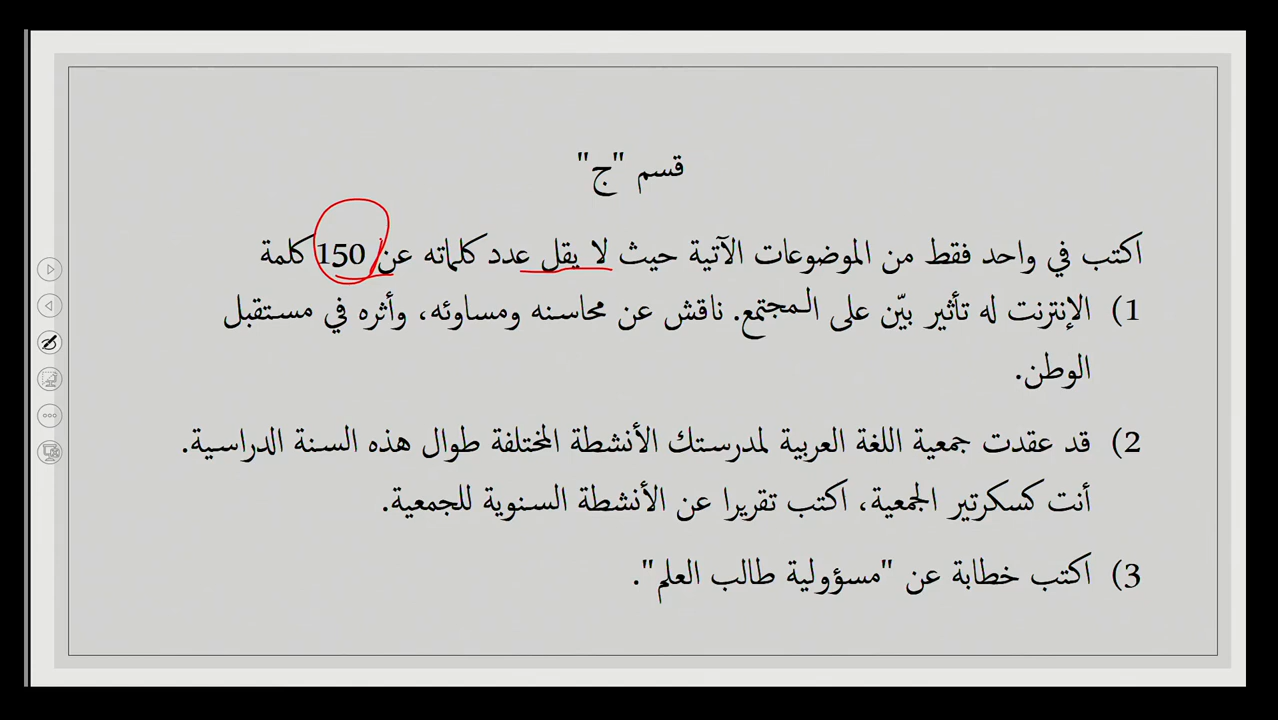 قسم "ج"
اكتب في واحد فقط من الموضوعات الآتية حيث لا يقل عدد كلماته عن 150 كلمة
1) الإنترنت له تأثير بيّن على الـمجتمع. ناقش عن محاسنه ومساوئه، وأثره في مستقبل
الوطن.
2) قد عقدت جمعية اللغة العربية لمدرستك الأنشطة المختلفة طوال هذه السنة الدراسية.
أنت كسكرتير الجمعية، اكتب تقريرا عن الأنشطة السنوية للجمعية.
3) اكتب خطابة عن "مسؤولية طالب العلم".